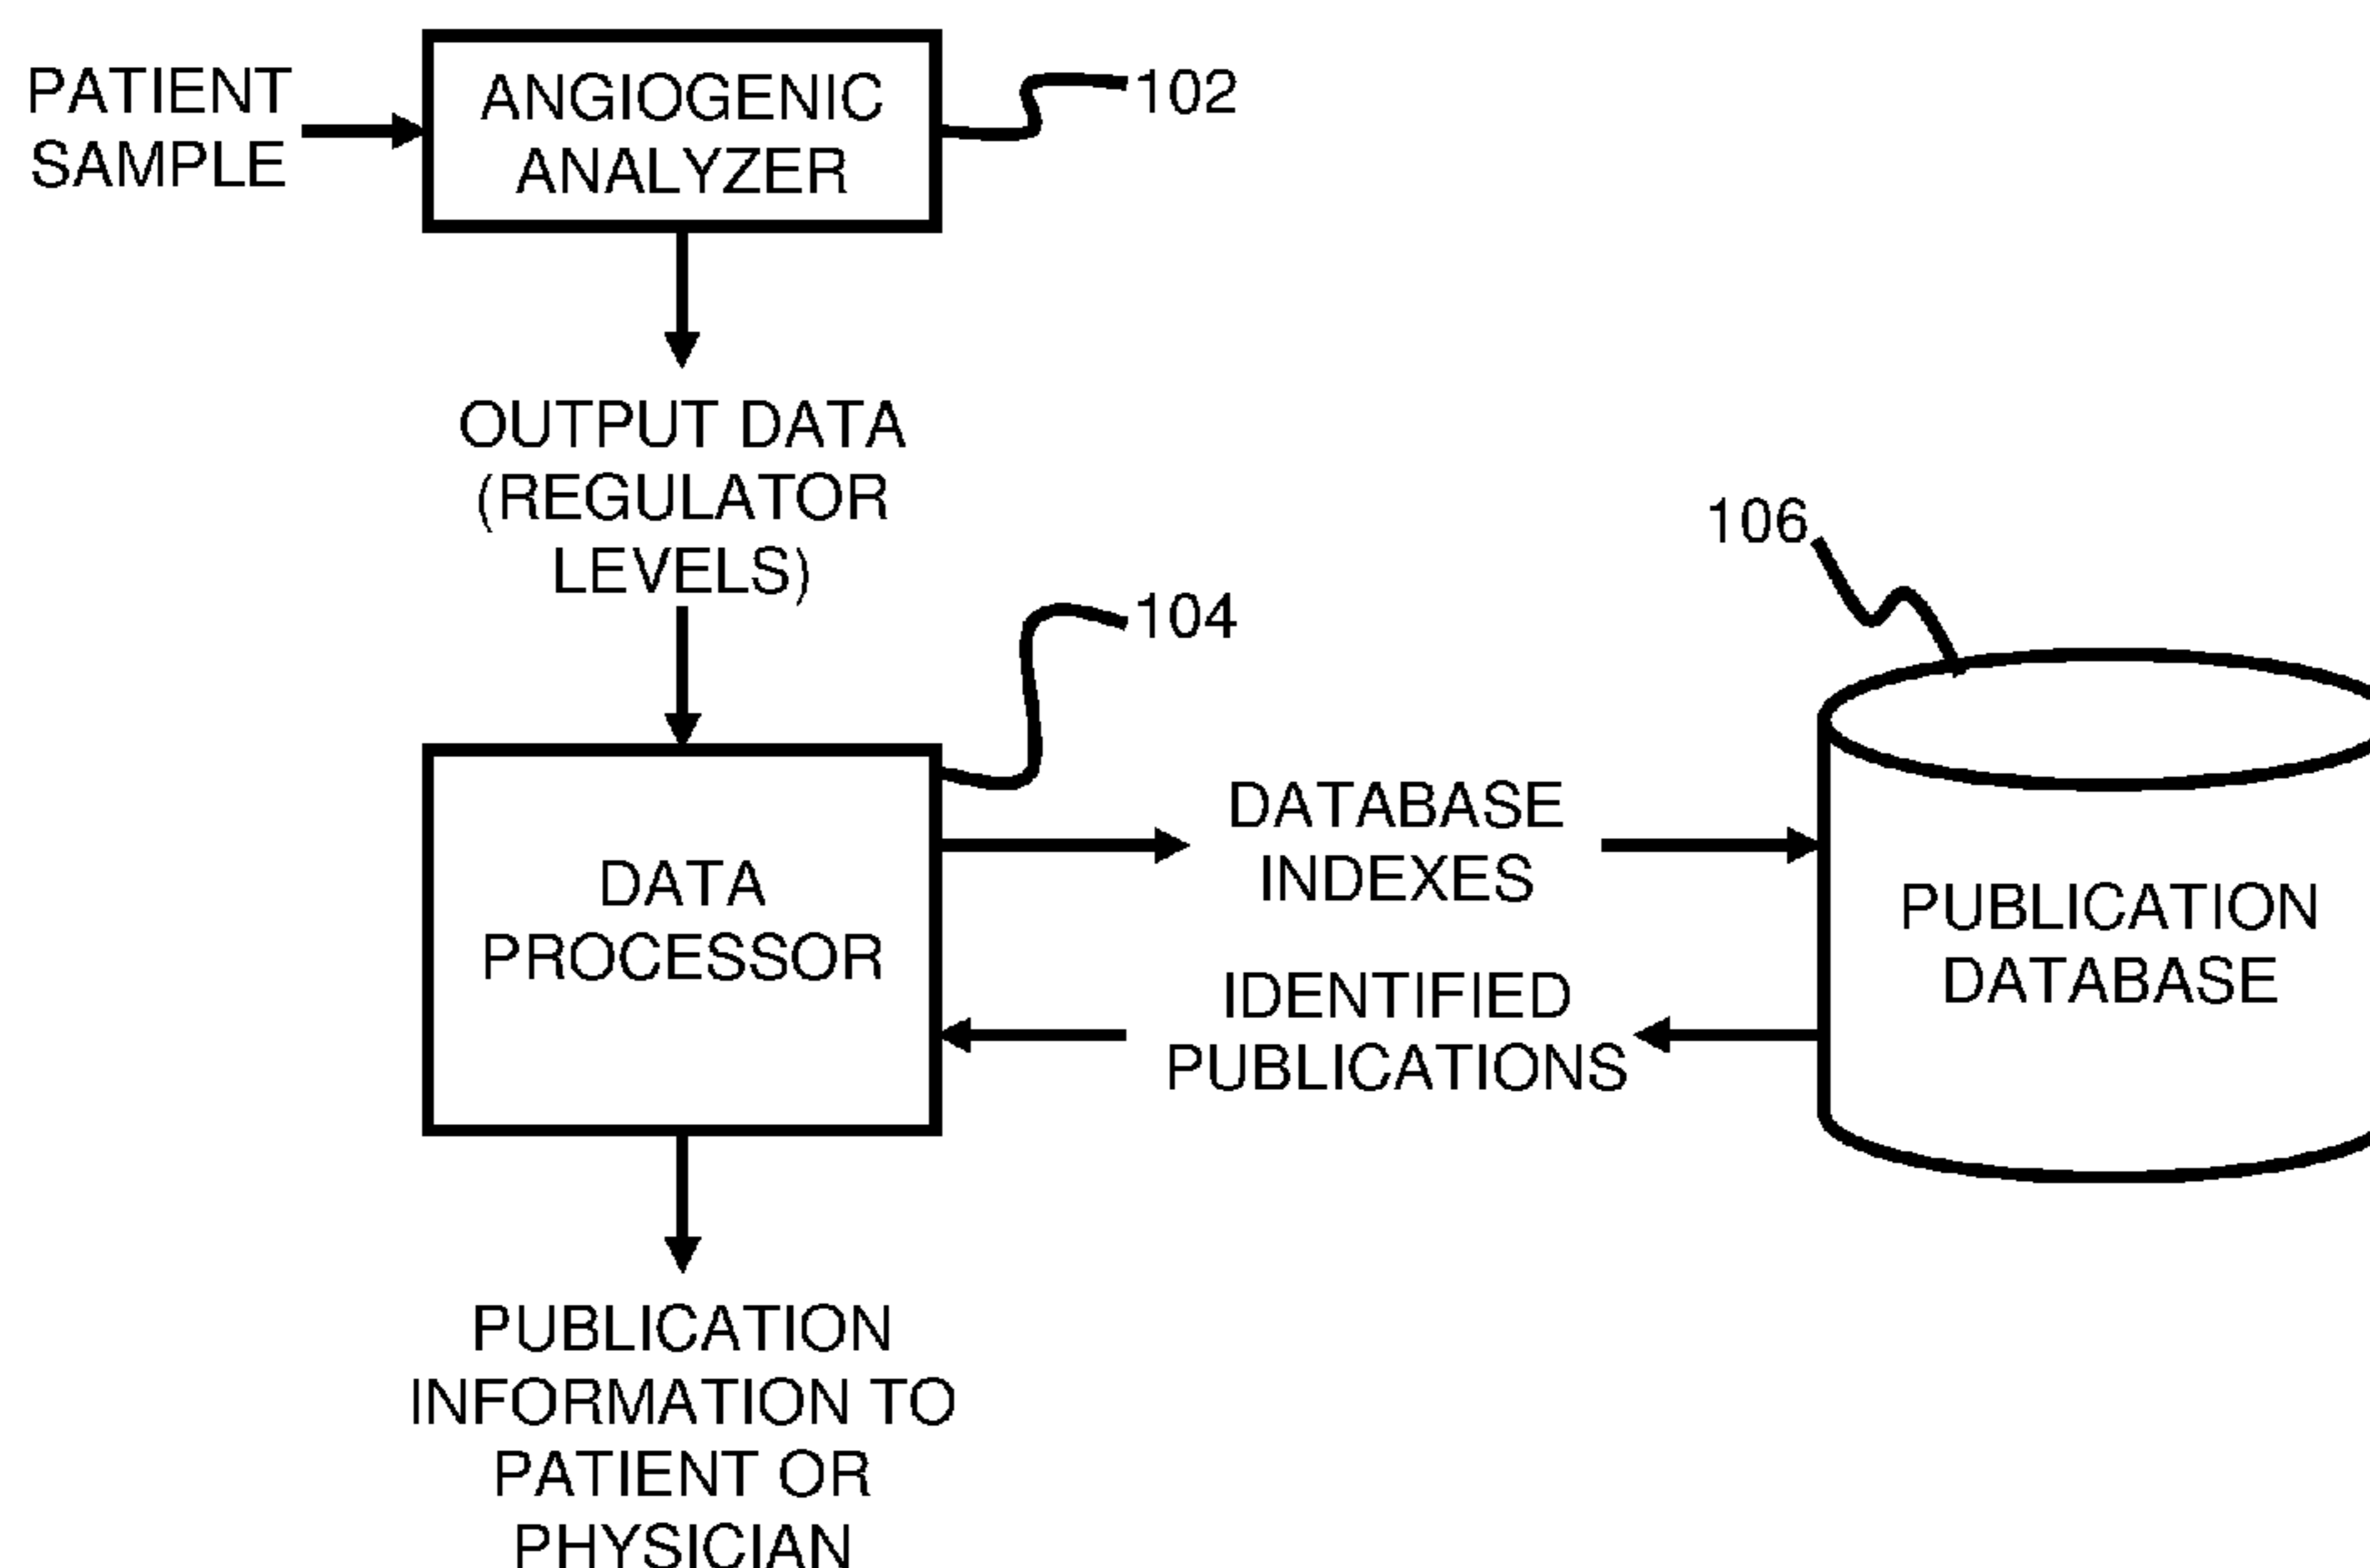 PATIENT
SAMPLE
ANGIOGENIC
ANALYZER
102
OUTPUT DATA
(REGULATOR
LEVELS)
104
106
DATA
PROCESSOR
DATABASE
INDEXES
IDENTIFIED
PUBLICATIONS
PUBLICATION
DATABASE
PUBLICATION
INFORMATION TO
PATIENT OR
PHYSICIAN